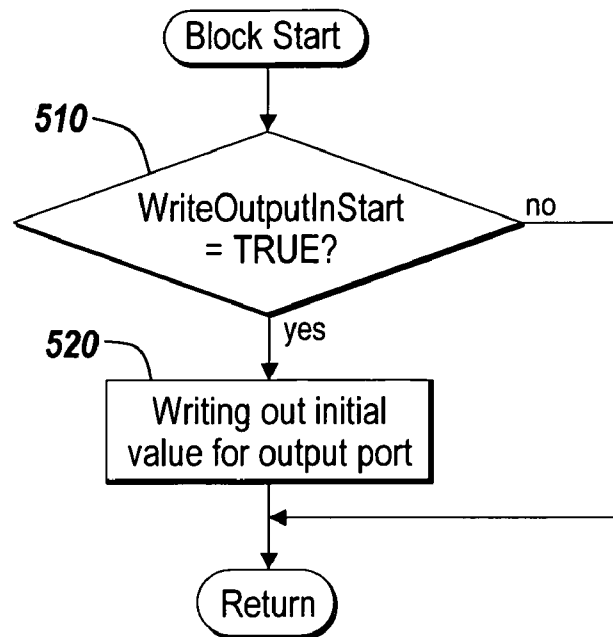 Block Start
510
WriteOutputInStart
= TRUE?
no
yes
520
Writing out initial
value for output port
Return